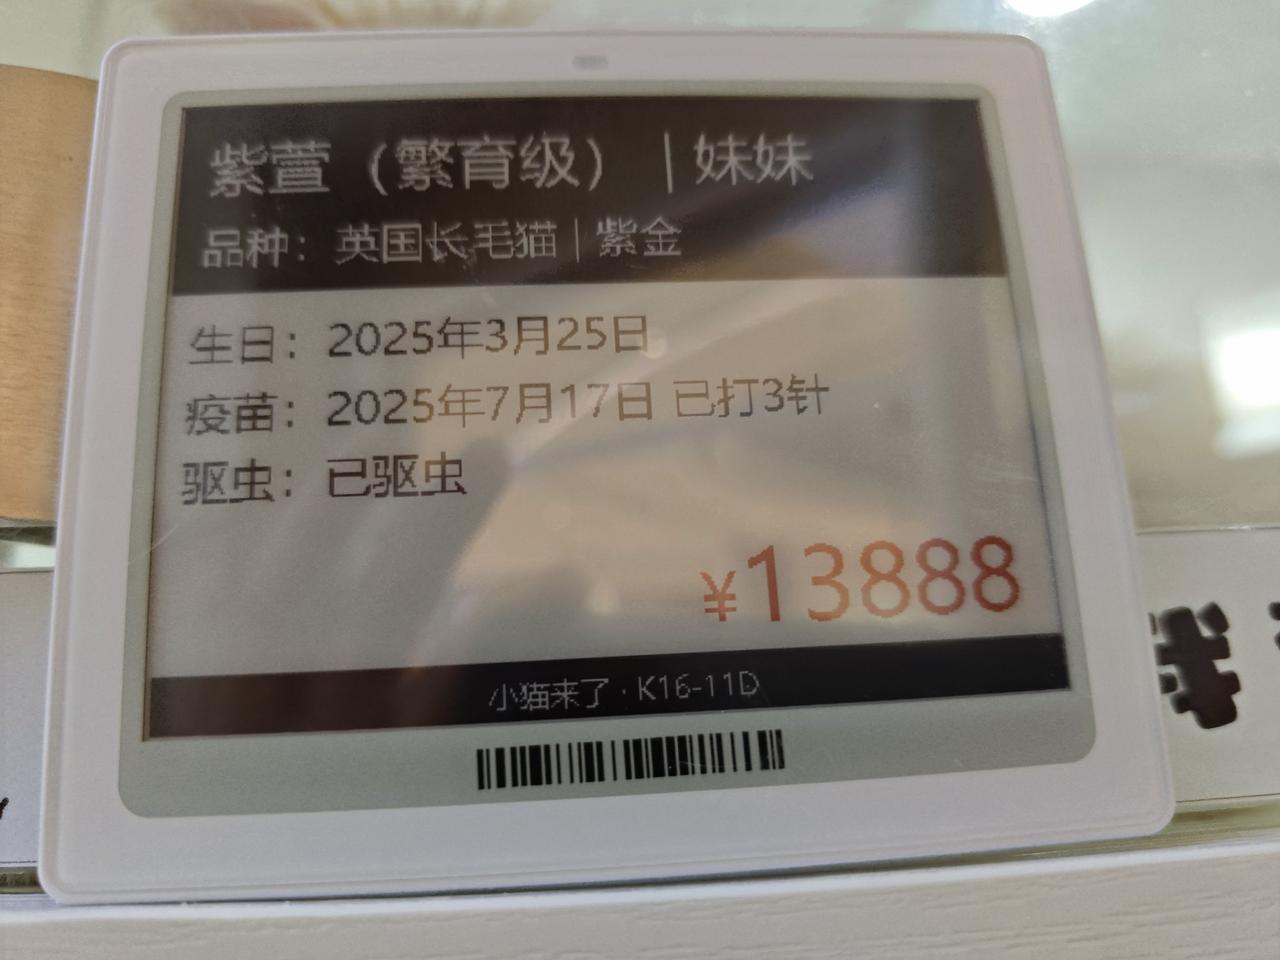 紫萱（繁育级）｜妹妹
品种：英国长毛猫｜紫金
生日：2025年3月25日
疫苗：2025年7月17日 已打3针
驱虫：已驱虫
¥13888
小猫来了 · K16-11D